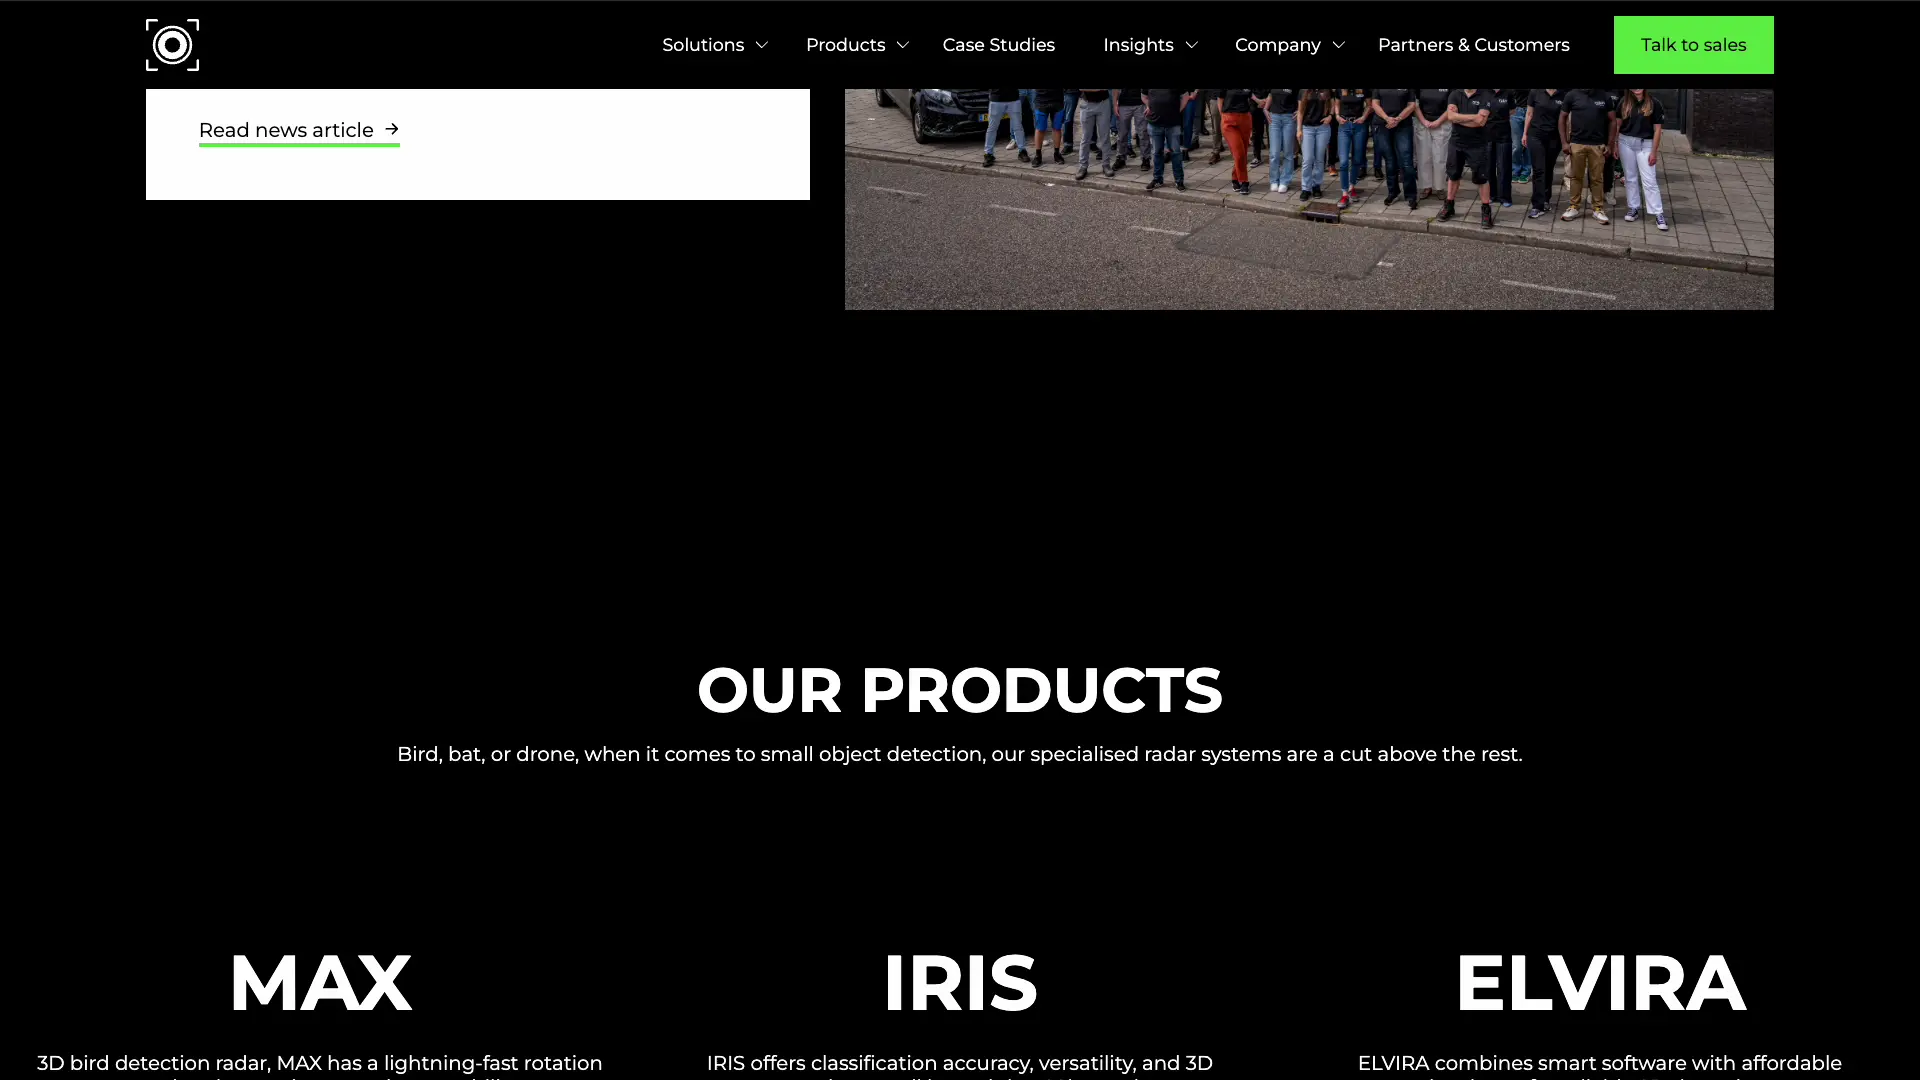 Solutions
Products
Case Studies
Insights
Company
Partners & Customers
Talk to sales
Read news article →
OUR PRODUCTS
Bird, bat, or drone, when it comes to small object detection, our specialised radar systems are a cut above the rest.
MAX
3D bird detection radar, MAX has a lightning-fast rotation
IRIS
IRIS offers classification accuracy, versatility, and 3D
ELVIRA
ELVIRA combines smart software with affordable